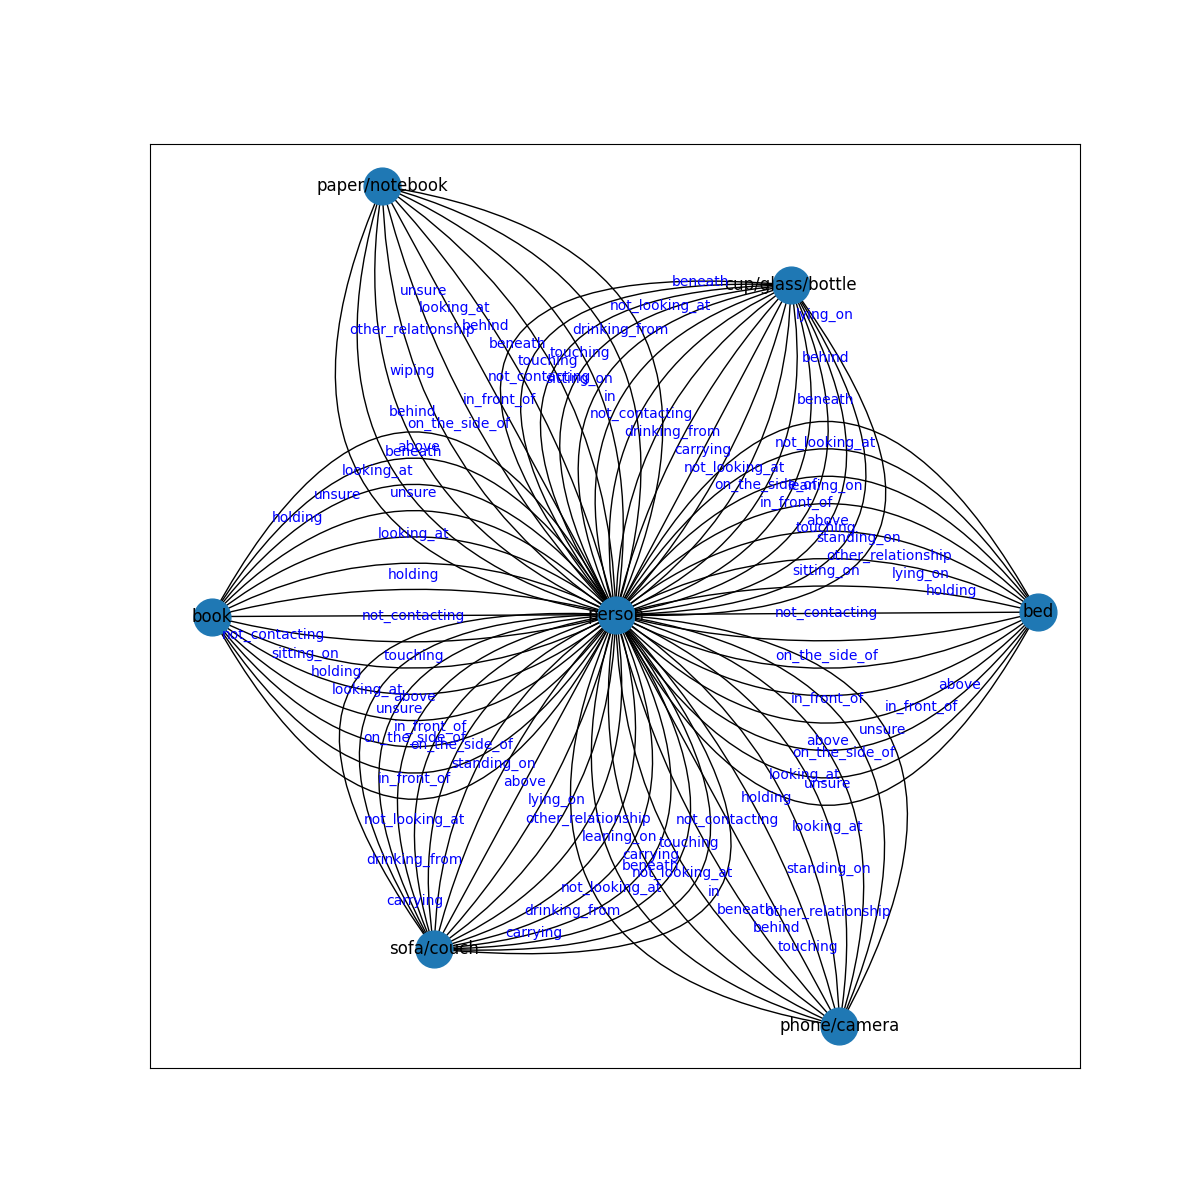 paper/notebook
beneath
cup/glass/bottle
unsure
not_looking_at
looking_at
lying_on
behind
other_relationship
drinking_from
beneath
touching
behind
touching
wiping
not_contacting
sitting_on
in_front_of
in
beneath
behind
not_contacting
on_the_side_of
drinking_from
above
beneath
carrying
not_looking_at
looking_at
not_looking_at
unsure
unsure
on_the_side_of
leaning_on
holding
in_front_of
above
touching
looking_at
standing_on
other_relationship
holding
sitting_on
lying_on
holding
book
not_contacting
person
not_contacting
bed
not_contacting
sitting_on
touching
on_the_side_of
holding
looking_at
above
above
in_front_of
unsure
in_front_of
in_front_of
unsure
on_the_side_of
on_the_side_of
above
on_the_side_of
standing_on
in_front_of
above
looking_at
unsure
lying_on
holding
not_looking_at
other_relationship
not_contacting
looking_at
leaning_on
touching
drinking_from
carrying
beneath
not_looking_at
standing_on
not_looking_at
in
carrying
drinking_from
beneath
other_relationship
carrying
behind
sofa/couch
touching
phone/camera